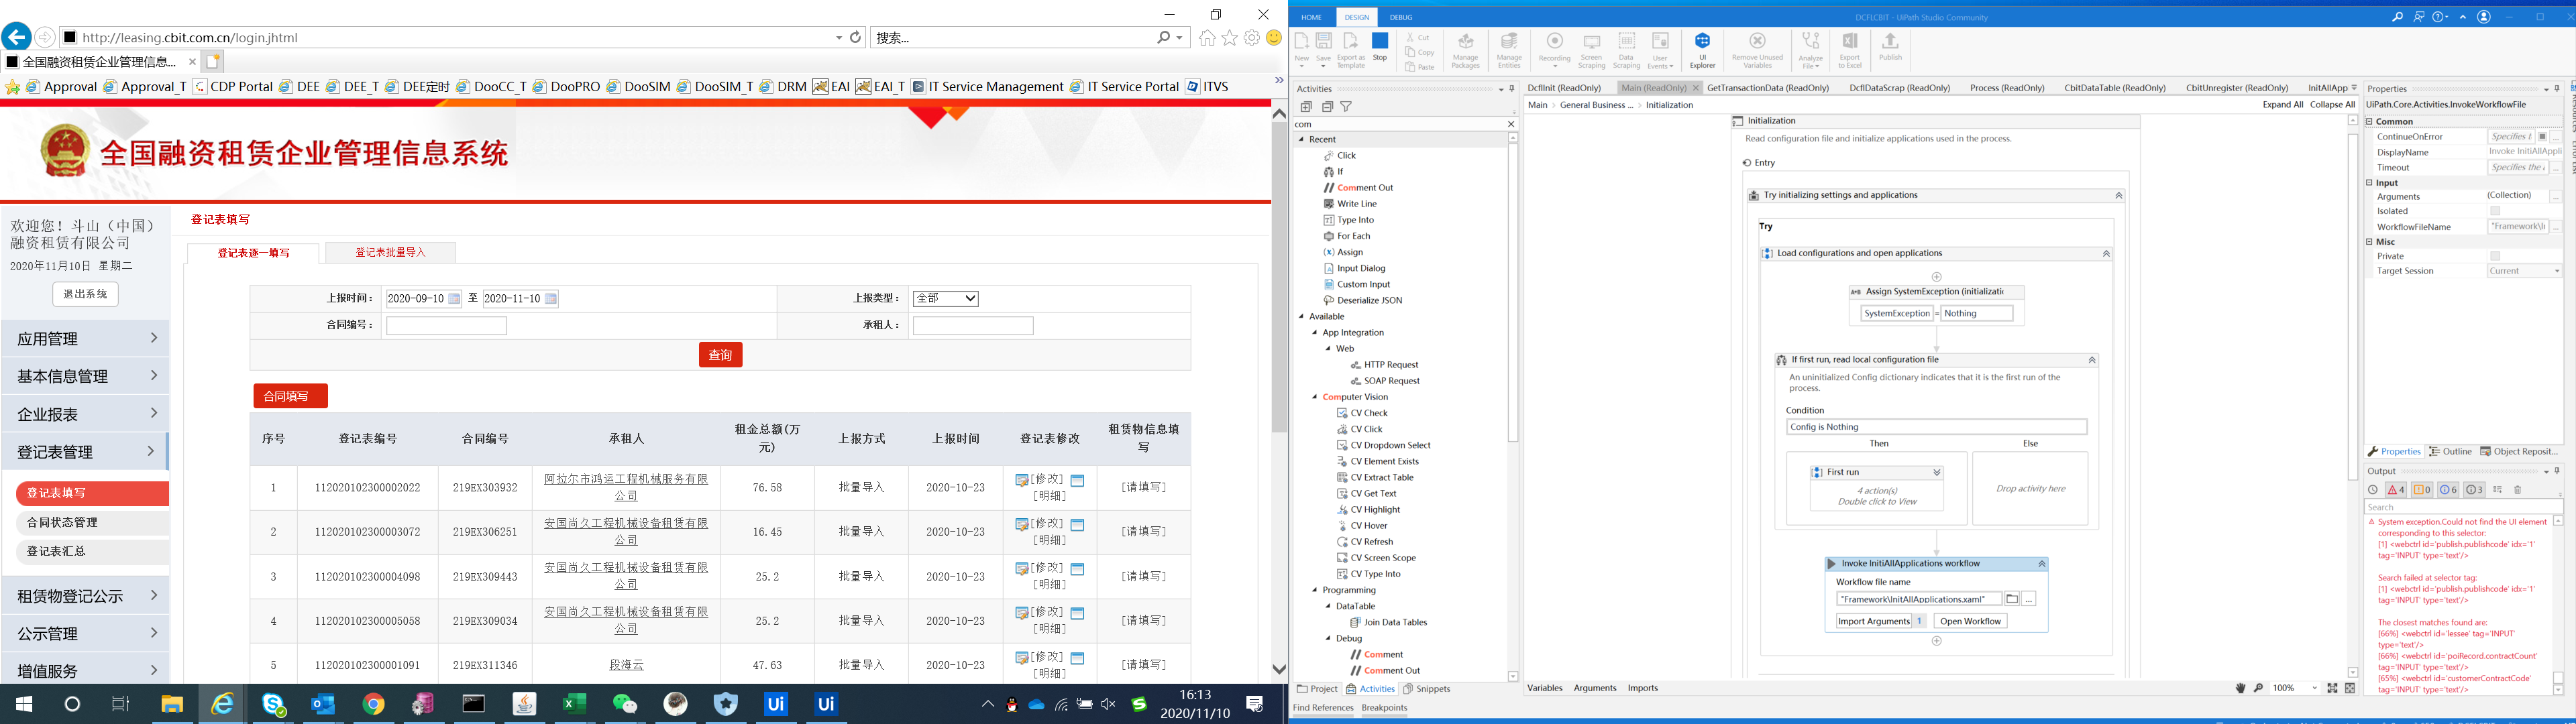 http://leasing.cbit.com.cn/login.jhtml
搜索...
全国融资租赁企业管理信息...
Approval
Approval_T
CDP Portal
DEE
DEE_T
DEE定时
DooCC_T
DooPRO
DooSIM
DooSIM_T
DRM
EAI
EAI_T
IT Service Management
IT Service Portal
ITVS
全国融资租赁企业管理信息系统
欢迎您! 斗山（中国）
融资租赁有限公司
2020年11月10日 星期二
退出系统
应用管理
基本信息管理
企业报表
登记表管理
登记表填写
合同状态管理
登记表汇总
租赁物登记公示
公示管理
增值服务
登记表填写
登记表逐一填写
登记表批量导入
上报时间：
2020-09-10 至 2020-11-10
上报类型：
全部
合同编号：
承租人：
查询
合同填写
序号 登记表编号 合同编号 承租人 租金总额(万元) 上报方式 上报时间 登记表修改 租赁物信息填写
1 112020102300002022 219EX303932 阿拉尔市鸿运工程机械服务有限公司 76.58 批量导入 2020-10-23 [修改] [明细] [请填写]
2 112020102300003072 219EX306251 安国尚久工程机械设备租赁有限公司 16.45 批量导入 2020-10-23 [修改] [明细] [请填写]
3 112020102300004098 219EX309443 安国尚久工程机械设备租赁有限公司 25.2 批量导入 2020-10-23 [修改] [明细] [请填写]
4 112020102300005058 219EX309034 安国尚久工程机械设备租赁有限公司 25.2 批量导入 2020-10-23 [修改] [明细] [请填写]
5 112020102300001091 219EX311346 段海云 47.63 批量导入 2020-10-23 [修改] [明细] [请填写]
16:13
2020/11/10
HOME DESIGN DEBUG
DCFLCBIT - UiPath Studio Community
New
Save
Export as Template
Stop
Cut
Copy
Paste
Manage Packages
Manage Entities
Recording
Screen Scraping
Data Scraping
User Events
UI Explorer
Remove Unused Variables
Analyze File
Export to Excel
Publish
Activities
com
Recent
Click
If
Comment Out
Write Line
Type Into
For Each
Assign
Input Dialog
Custom Input
Deserialize JSON
Available
App Integration
Web
HTTP Request
SOAP Request
Computer Vision
CV Check
CV Click
CV Dropdown Select
CV Element Exists
CV Extract Table
CV Get Text
CV Highlight
CV Hover
CV Refresh
CV Screen Scope
CV Type Into
Programming
DataTable
Join Data Tables
Debug
Comment
Comment Out
Project Activities Snippets
Find References Breakpoints
DcflInit (ReadOnly)
Main (ReadOnly)
GetTransactionData (ReadOnly)
DcflDataScrap (ReadOnly)
Process (ReadOnly)
CbitDataTable (ReadOnly)
CbitUnregister (ReadOnly)
InitAllApp
Main > General Business ... > Initialization
Expand All Collapse All
Initialization
Read configuration file and initialize applications used in the process.
Entry
Try initializing settings and applications
Try
Load configurations and open applications
Assign SystemException (initializatic
SystemException = Nothing
If first run, read local configuration file
An uninitialized Config dictionary indicates that it is the first run of the
process.
Condition
Config is Nothing
Then Else
First run
4 action(s)
Double click to View
Drop activity here
Invoke InitiAllApplications workflow
Workflow file name
"Framework\InitAllApplications.xaml"
Import Arguments 1 Open Workflow
Variables Arguments Imports
100%
Properties
UiPath.Core.Activities.InvokeWorkflowFile
Common
ContinueOnError Specifies t
DisplayName Invoke InitiAllAppli
Timeout Specifies the a
Input
Arguments (Collection)
Isolated
WorkflowFileName "Framework\In
Misc
Private
Target Session Current
Properties Outline Object Reposit...
Output
4 0 6 3
Search
System exception.Could not find the UI element
corresponding to this selector:
[1] <webctrl id='publish.publishcode' idx='1'
tag='INPUT' type='text'/>
Search failed at selector tag:
[1] <webctrl id='publish.publishcode' idx='1'
tag='INPUT' type='text'/>
The closest matches found are:
[66%] <webctrl id='lessee' tag='INPUT'
type='text'/>
[66%] <webctrl id='poiRecord.contractCount'
tag='INPUT' type='text'/>
[65%] <webctrl id='customerContractCode'
tag='INPUT' type='text'/>